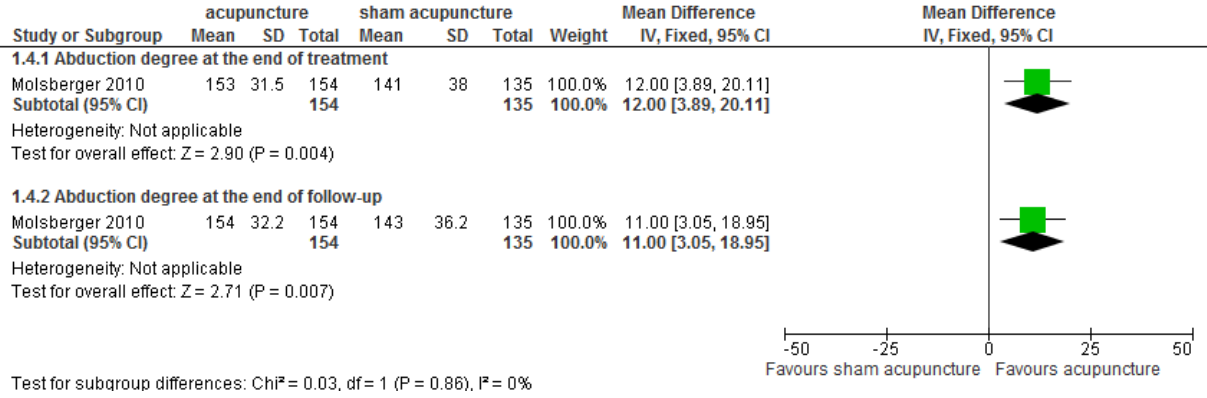 acupuncture sham acupuncture Mean Difference Mean Difference
Study or Subgroup Mean SD Total Mean SD Total Weight IV, Fixed, 95% CI IV, Fixed, 95% CI
1.4.1 Abduction degree at the end of treatment
Molsberger 2010 153 31.5 154 141 38 135 100.0% 12.00 [3.89, 20.11]
Subtotal (95% CI) 154 135 100.0% 12.00 [3.89, 20.11]
Heterogeneity: Not applicable
Test for overall effect: Z = 2.90 (P = 0.004)
1.4.2 Abduction degree at the end of follow-up
Molsberger 2010 154 32.2 154 143 36.2 135 100.0% 11.00 [3.05, 18.95]
Subtotal (95% CI) 154 135 100.0% 11.00 [3.05, 18.95]
Heterogeneity: Not applicable
Test for overall effect: Z = 2.71 (P = 0.007)
-50 -25 0 25 50
Favours sham acupuncture Favours acupuncture
Test for subgroup differences: Chi² = 0.03, df = 1 (P = 0.86), I² = 0%